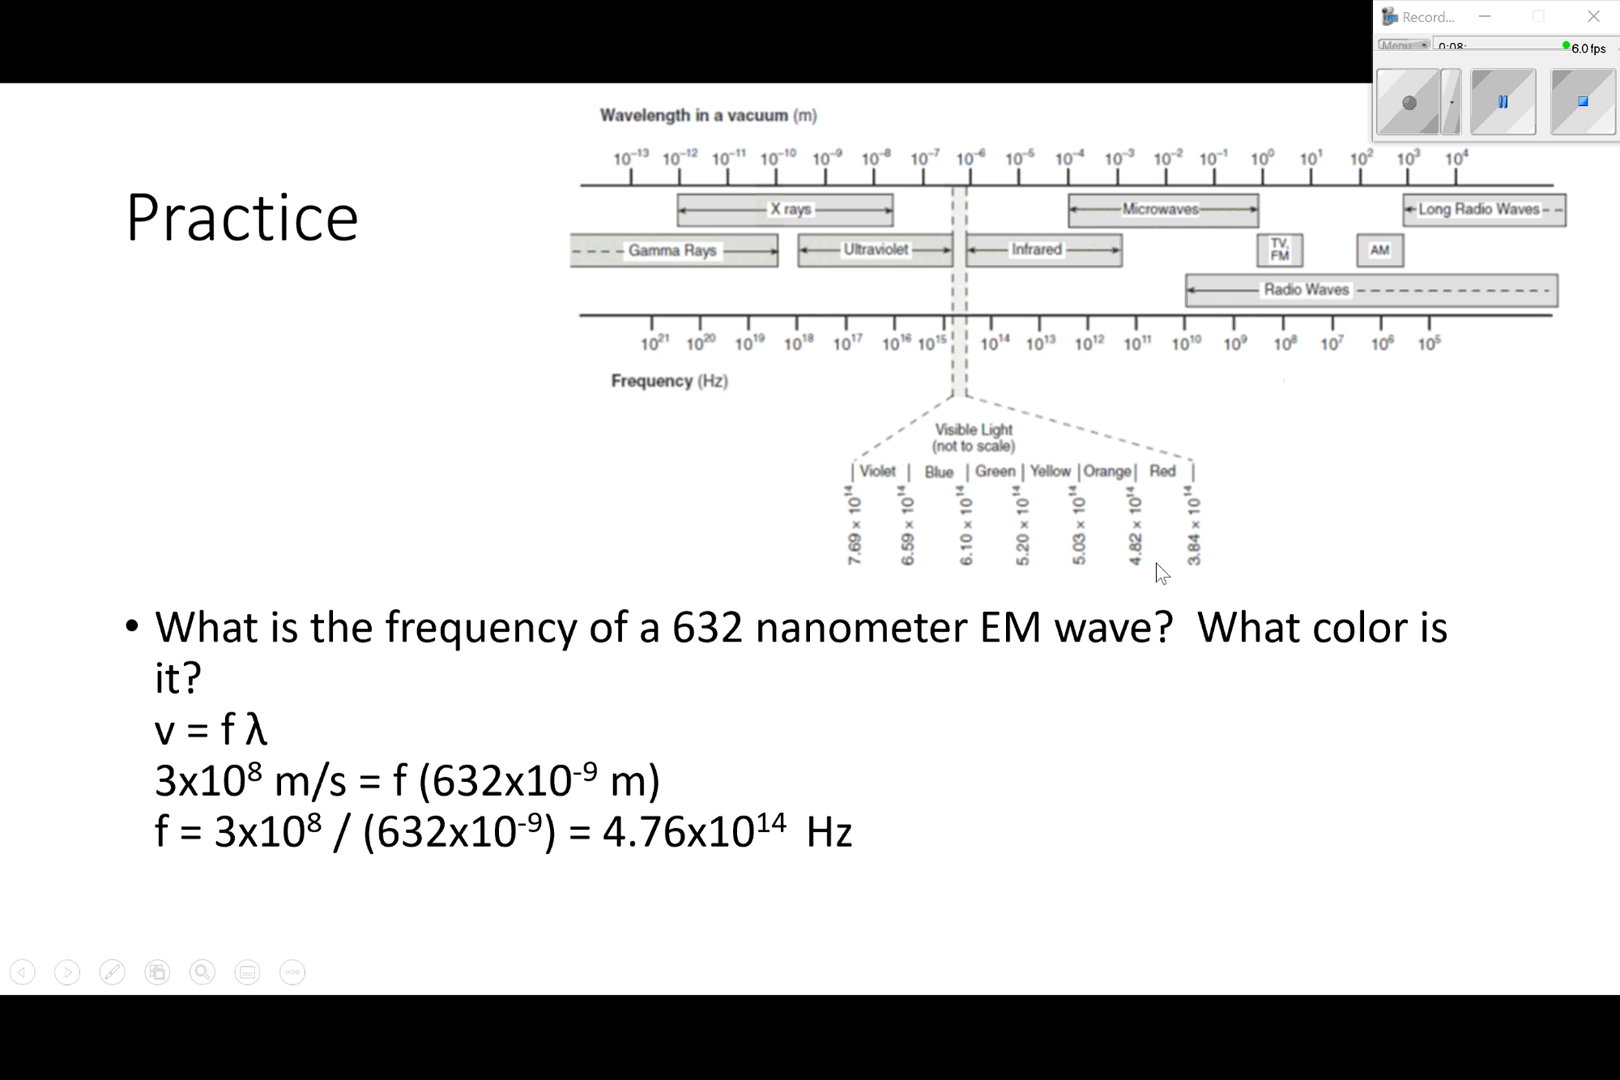 Record...
Menu
0:08:
6.0 fps
Wavelength in a vacuum (m)
10⁻¹³ 10⁻¹² 10⁻¹¹ 10⁻¹⁰ 10⁻⁹ 10⁻⁸ 10⁻⁷ 10⁻⁶ 10⁻⁵ 10⁻⁴ 10⁻³ 10⁻² 10⁻¹ 10⁰ 10¹ 10² 10³ 10⁴
Practice
X rays Microwaves Long Radio Waves
Gamma Rays Ultraviolet Infrared TV, FM AM
Radio Waves
10²¹ 10²⁰ 10¹⁹ 10¹⁸ 10¹⁷ 10¹⁶ 10¹⁵ 10¹⁴ 10¹³ 10¹² 10¹¹ 10¹⁰ 10⁹ 10⁸ 10⁷ 10⁶ 10⁵
Frequency (Hz)
Visible Light
(not to scale)
Violet | Blue | Green | Yellow | Orange | Red
7.69 × 10¹⁴ 6.59 × 10¹⁴ 6.10 × 10¹⁴ 5.20 × 10¹⁴ 5.03 × 10¹⁴ 4.82 × 10¹⁴ 3.84 × 10¹⁴
• What is the frequency of a 632 nanometer EM wave? What color is
it?
v = f λ
3x10⁸ m/s = f (632x10⁻⁹ m)
f = 3x10⁸ / (632x10⁻⁹) = 4.76x10¹⁴ Hz